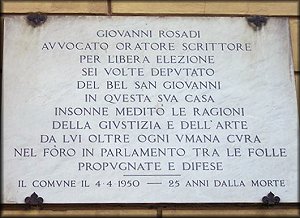 GIOVANNI ROSADI
AVVOCATO ORATORE SCRITTORE
PER LIBERA ELEZIONE
SEI VOLTE DEPVTATO
DEL BEL SAN GIOVANNI
IN QVESTA SVA CASA
INSONNE MEDITÒ LE RAGIONI
DELLA GIVSTIZIA E DELL'ARTE
DA LVI OLTRE OGNI VMANA CVRA
NEL FÒRO IN PARLAMENTO TRA LE FOLLE
PROPVGNATE E DIFESE
IL COMVNE IL 4·4·1950 — 25 ANNI DALLA MORTE